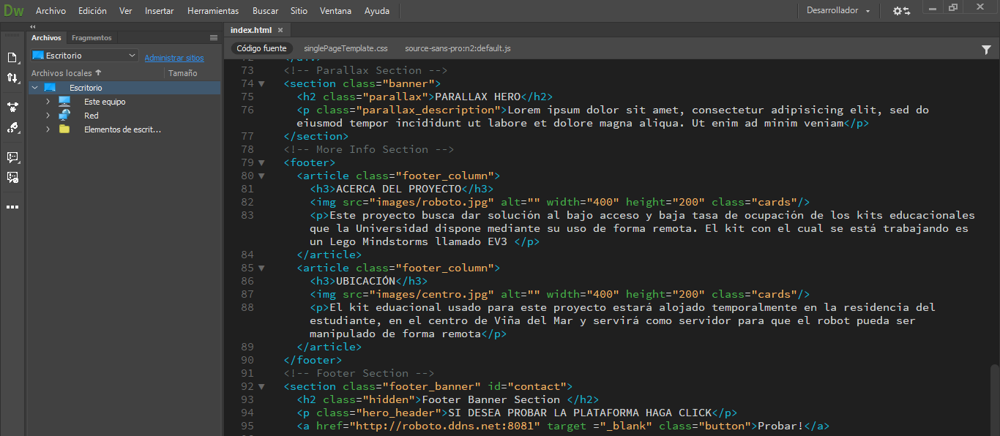 Dw Archivo Edición Ver Insertar Herramientas Buscar Sitio Ventana Ayuda Desarrollador
Archivos Fragmentos
Escritorio Administrar sitios
Archivos locales Tamaño
Escritorio
Este equipo
Red
Elementos de escrit...
index.html
Código fuente singlePageTemplate.css source-sans-pro:n2:default.js
73 <!-- Parallax Section -->
74 <section class="banner">
75 <h2 class="parallax">PARALLAX HERO</h2>
76 <p class="parallax_description">Lorem ipsum dolor sit amet, consectetur adipisicing elit, sed do
eiusmod tempor incididunt ut labore et dolore magna aliqua. Ut enim ad minim veniam</p>
77 </section>
78 <!-- More Info Section -->
79 <footer>
80 <article class="footer_column">
81 <h3>ACERCA DEL PROYECTO</h3>
82 <img src="images/roboto.jpg" alt="" width="400" height="200" class="cards"/>
83 <p>Este proyecto busca dar solución al bajo acceso y baja tasa de ocupación de los kits educacionales
que la Universidad dispone mediante su uso de forma remota. El kit con el cual se está trabajando es
un Lego Mindstorms llamado EV3 </p>
84 </article>
85 <article class="footer_column">
86 <h3>UBICACIÓN</h3>
87 <img src="images/centro.jpg" alt="" width="400" height="200" class="cards"/>
88 <p>El kit eduacional usado para este proyecto estará alojado temporalmente en la residencia del
estudiante, en el centro de Viña del Mar y servirá como servidor para que el robot pueda ser
manipulado de forma remota</p>
89 </article>
90 </footer>
91 <!-- Footer Section -->
92 <section class="footer_banner" id="contact">
93 <h2 class="hidden">Footer Banner Section </h2>
94 <p class="hero_header">SI DESEA PROBAR LA PLATAFORMA HAGA CLICK</p>
95 <a href="http://roboto.ddns.net:8081" target ="_blank" class="button">Probar!</a>